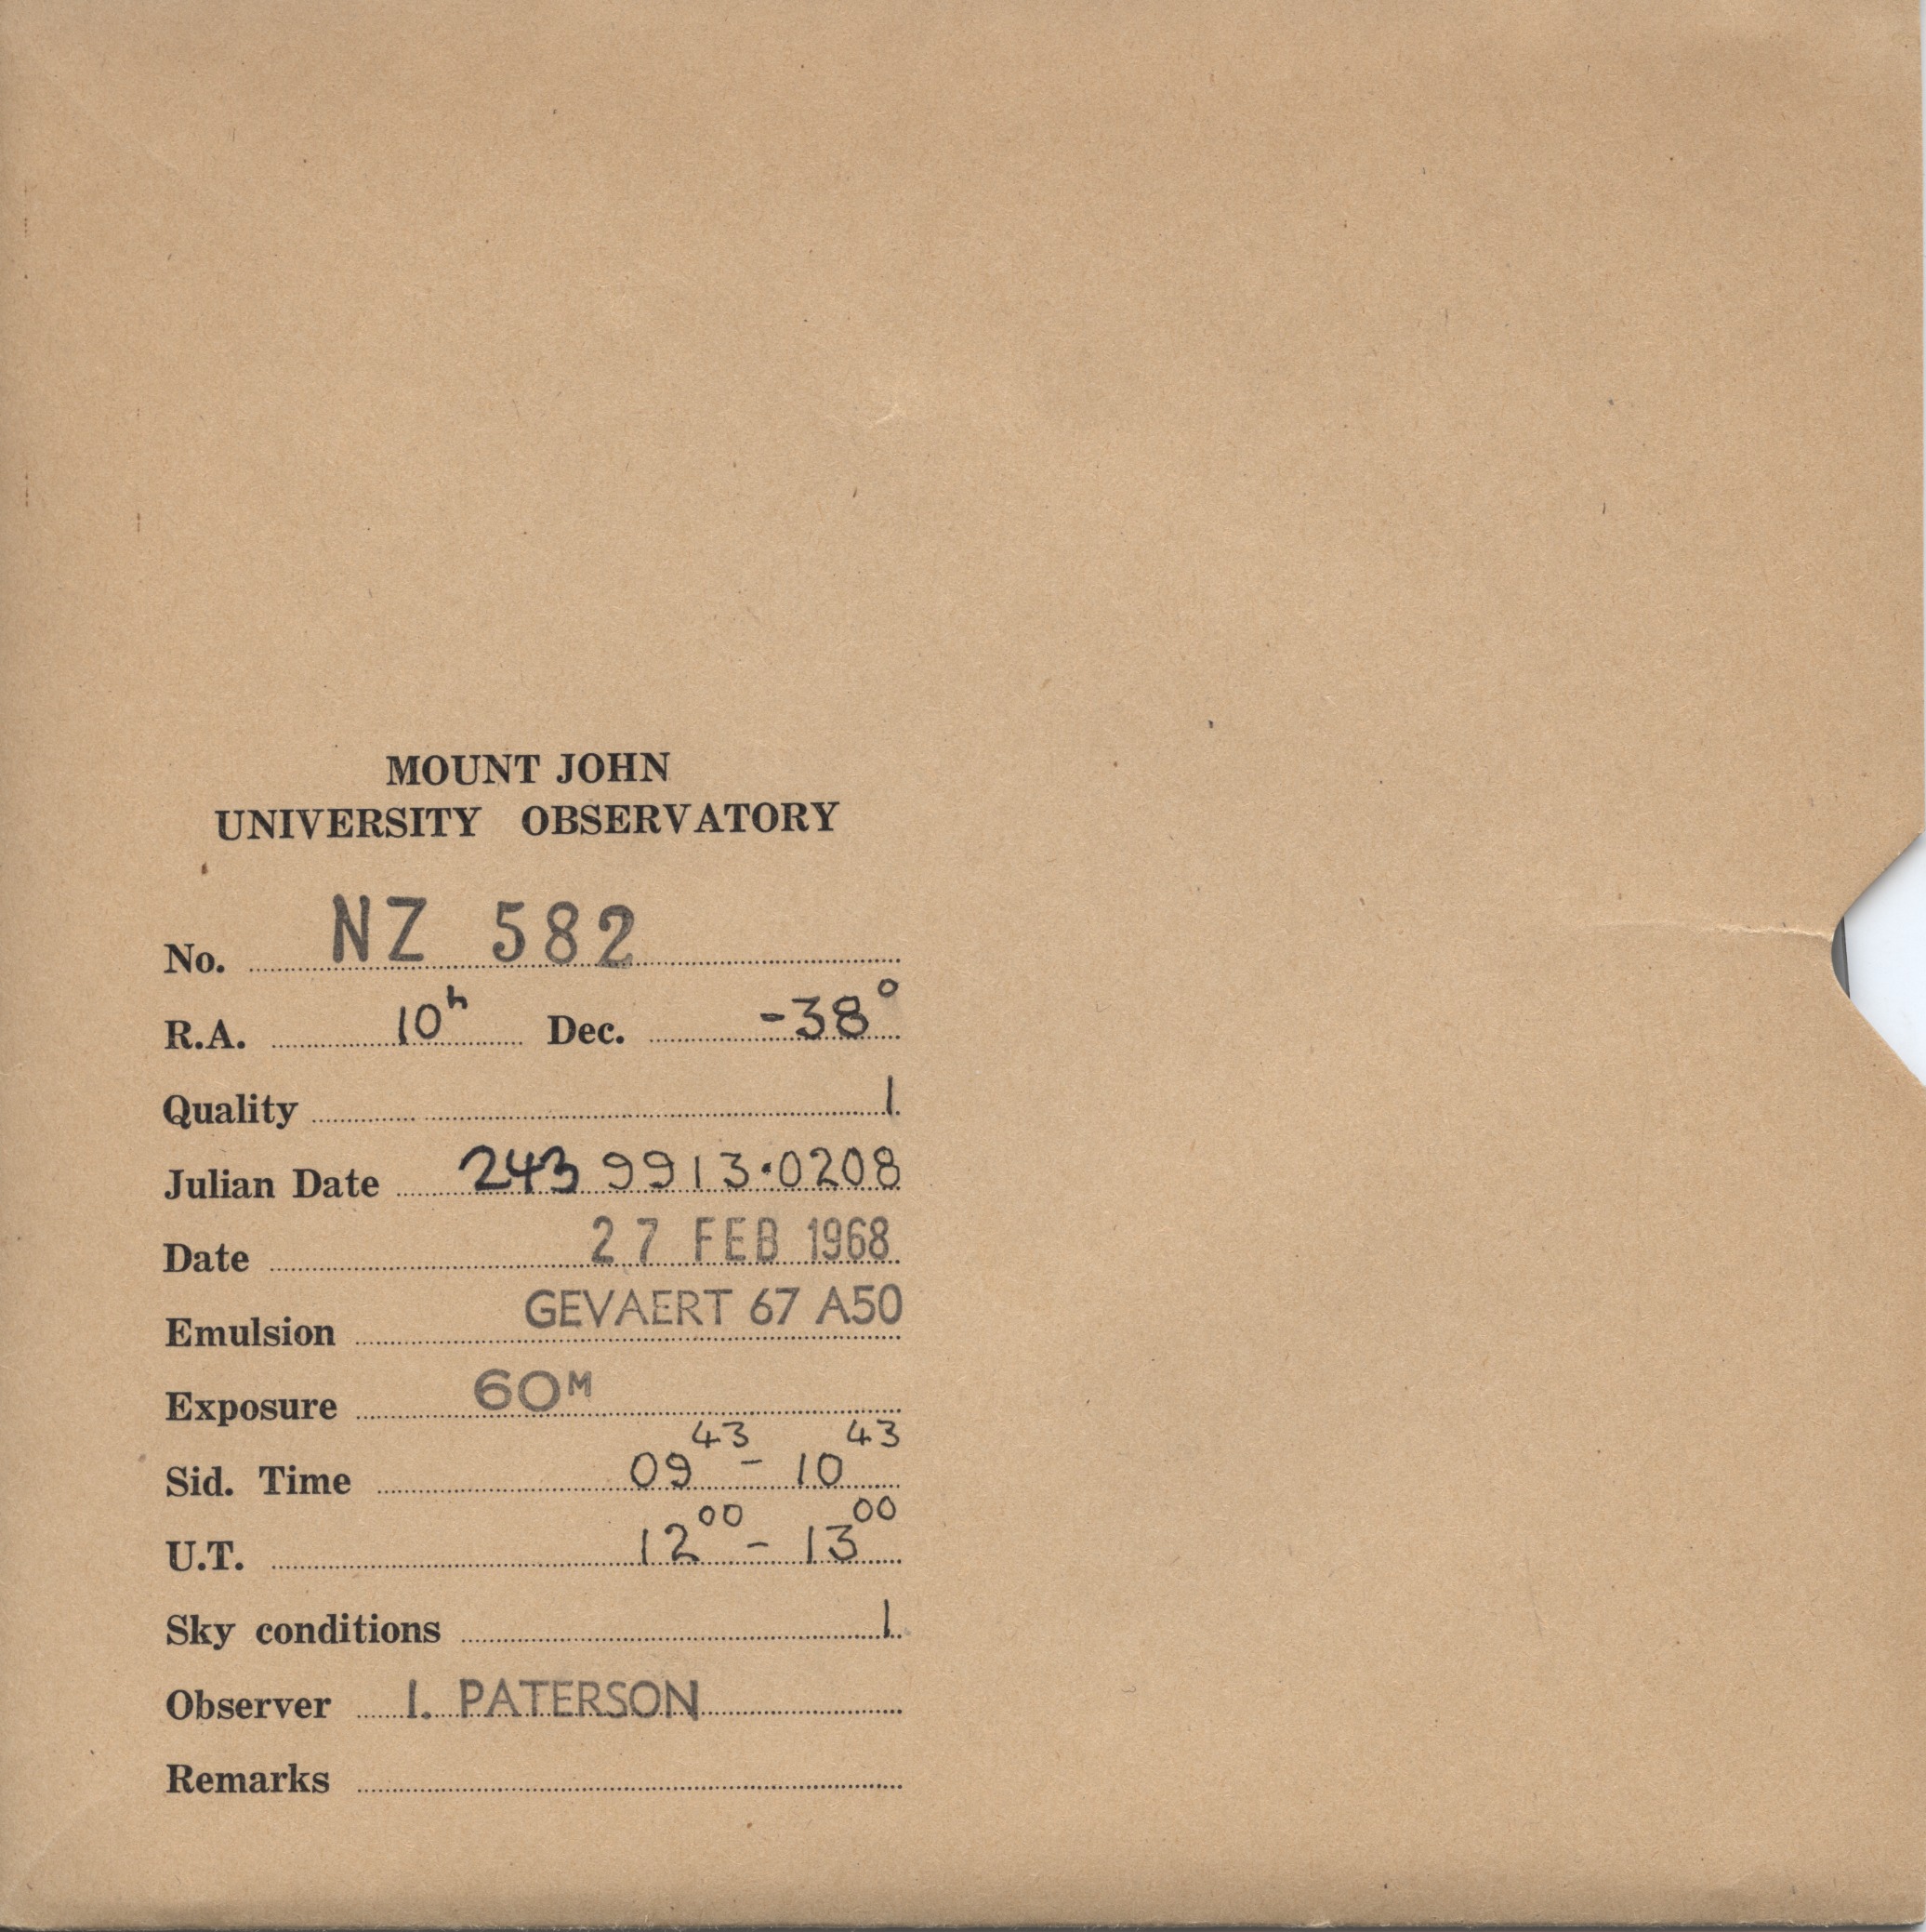 MOUNT JOHN
UNIVERSITY OBSERVATORY
No. NZ 582
R.A. 10h Dec. -38°
Quality 1
Julian Date 243 9913.0208
Date 27 FEB 1968
Emulsion GEVAERT 67 A50
Exposure 60M
Sid. Time 09 43 - 10 43
U.T. 12 00 - 13 00
Sky conditions 1
Observer I. PATERSON
Remarks